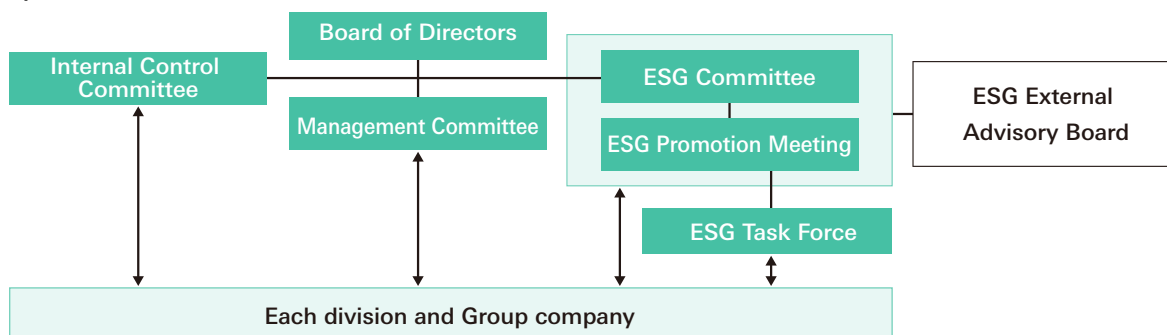 Board of Directors
Internal Control
Committee
ESG Committee
Management Committee
ESG Promotion Meeting
ESG External
Advisory Board
ESG Task Force
Each division and Group company